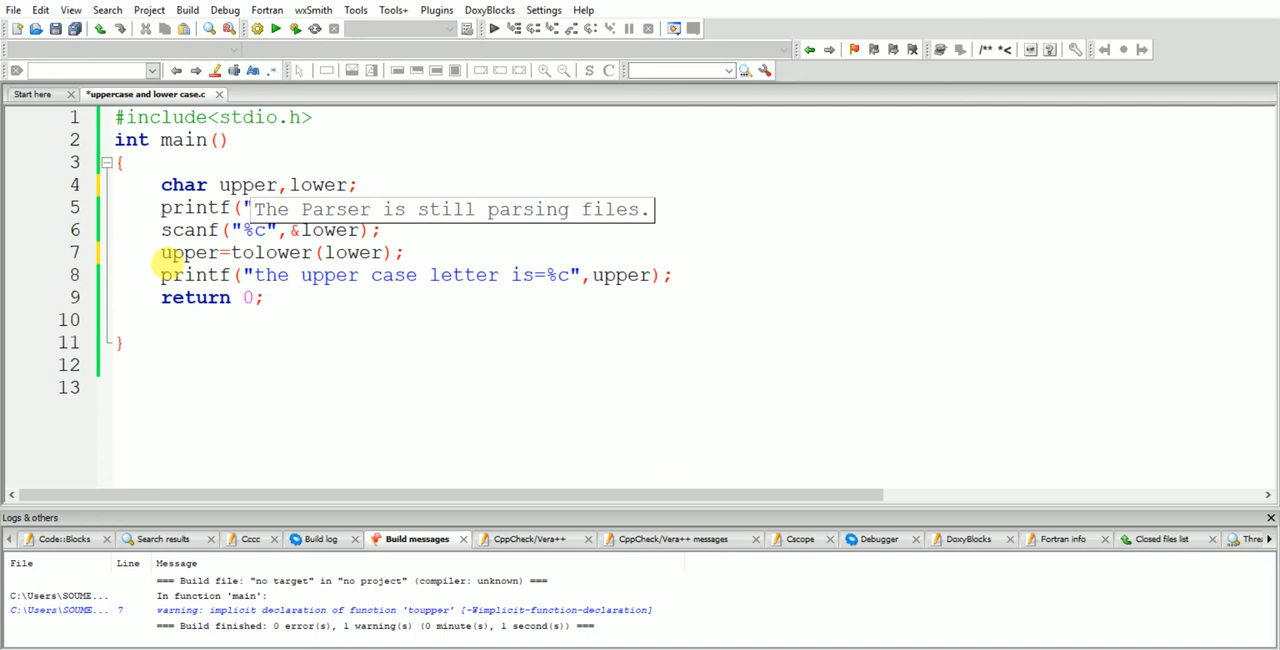 File Edit View Search Project Build Debug Fortran wxSmith Tools Tools+ Plugins DoxyBlocks Settings Help
/** *<
S C
Start here *uppercase and lower case.c
1 #include<stdio.h>
2 int main()
3 {
4 char upper,lower;
5 printf("
The Parser is still parsing files.
6 scanf("%c",&lower);
7 upper=tolower(lower);
8 printf("the upper case letter is=%c",upper);
9 return 0;
10
11 }
12
13
Logs & others
Code::Blocks Search results Cccc Build log Build messages CppCheck/Vera++ CppCheck/Vera++ messages Cscope Debugger DoxyBlocks Fortran info Closed files list Threa
File Line Message
=== Build file: "no target" in "no project" (compiler: unknown) ===
C:\Users\SOUME... In function 'main':
C:\Users\SOUME... 7 warning: implicit declaration of function 'toupper' [-Wimplicit-function-declaration]
=== Build finished: 0 error(s), 1 warning(s) (0 minute(s), 1 second(s)) ===